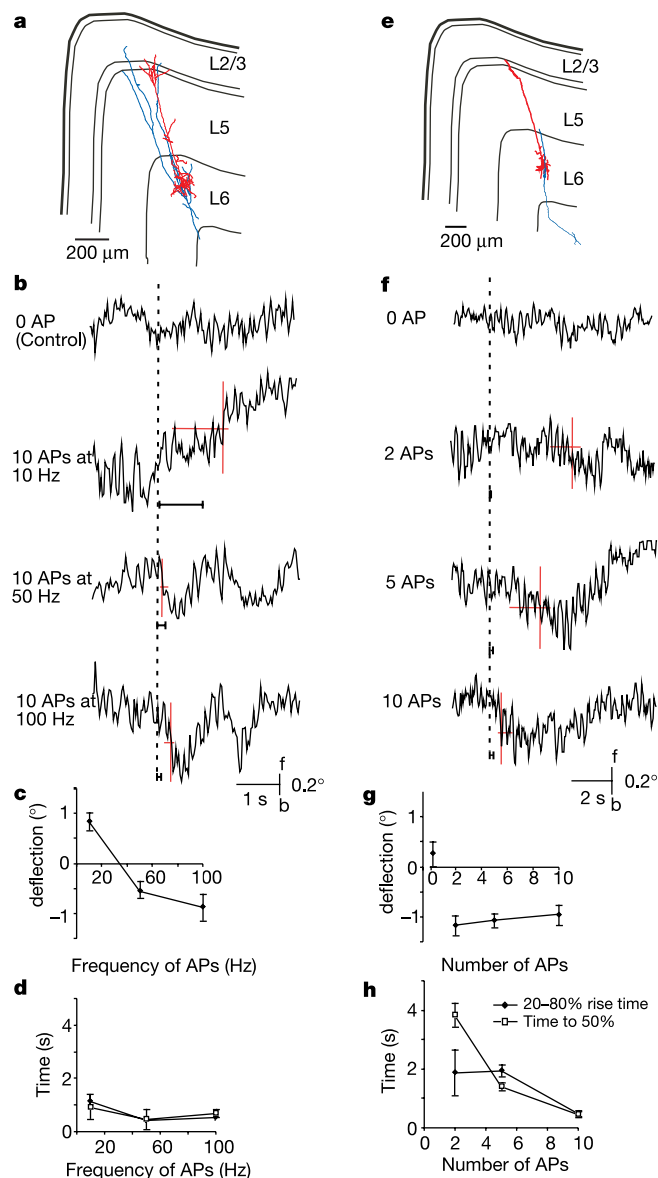 a
L2/3
L5
L6
200 μm
e
L2/3
L5
L6
200 μm
b
0 AP
(Control)
10 APs at
10 Hz
10 APs at
50 Hz
10 APs at
100 Hz
1 s
f
b
0.2°
f
0 AP
2 APs
5 APs
10 APs
2 s
f
b
0.2°
c
deflection (°)
1
0
–1
20 60 100
Frequency of APs (Hz)
g
deflection (°)
1
0
–1
0 2 4 6 8 10
Number of APs
d
Time (s)
4
2
0
20 60 100
Frequency of APs (Hz)
h
20–80% rise time
Time to 50%
Time (s)
4
2
0
0 2 4 6 8 10
Number of APs